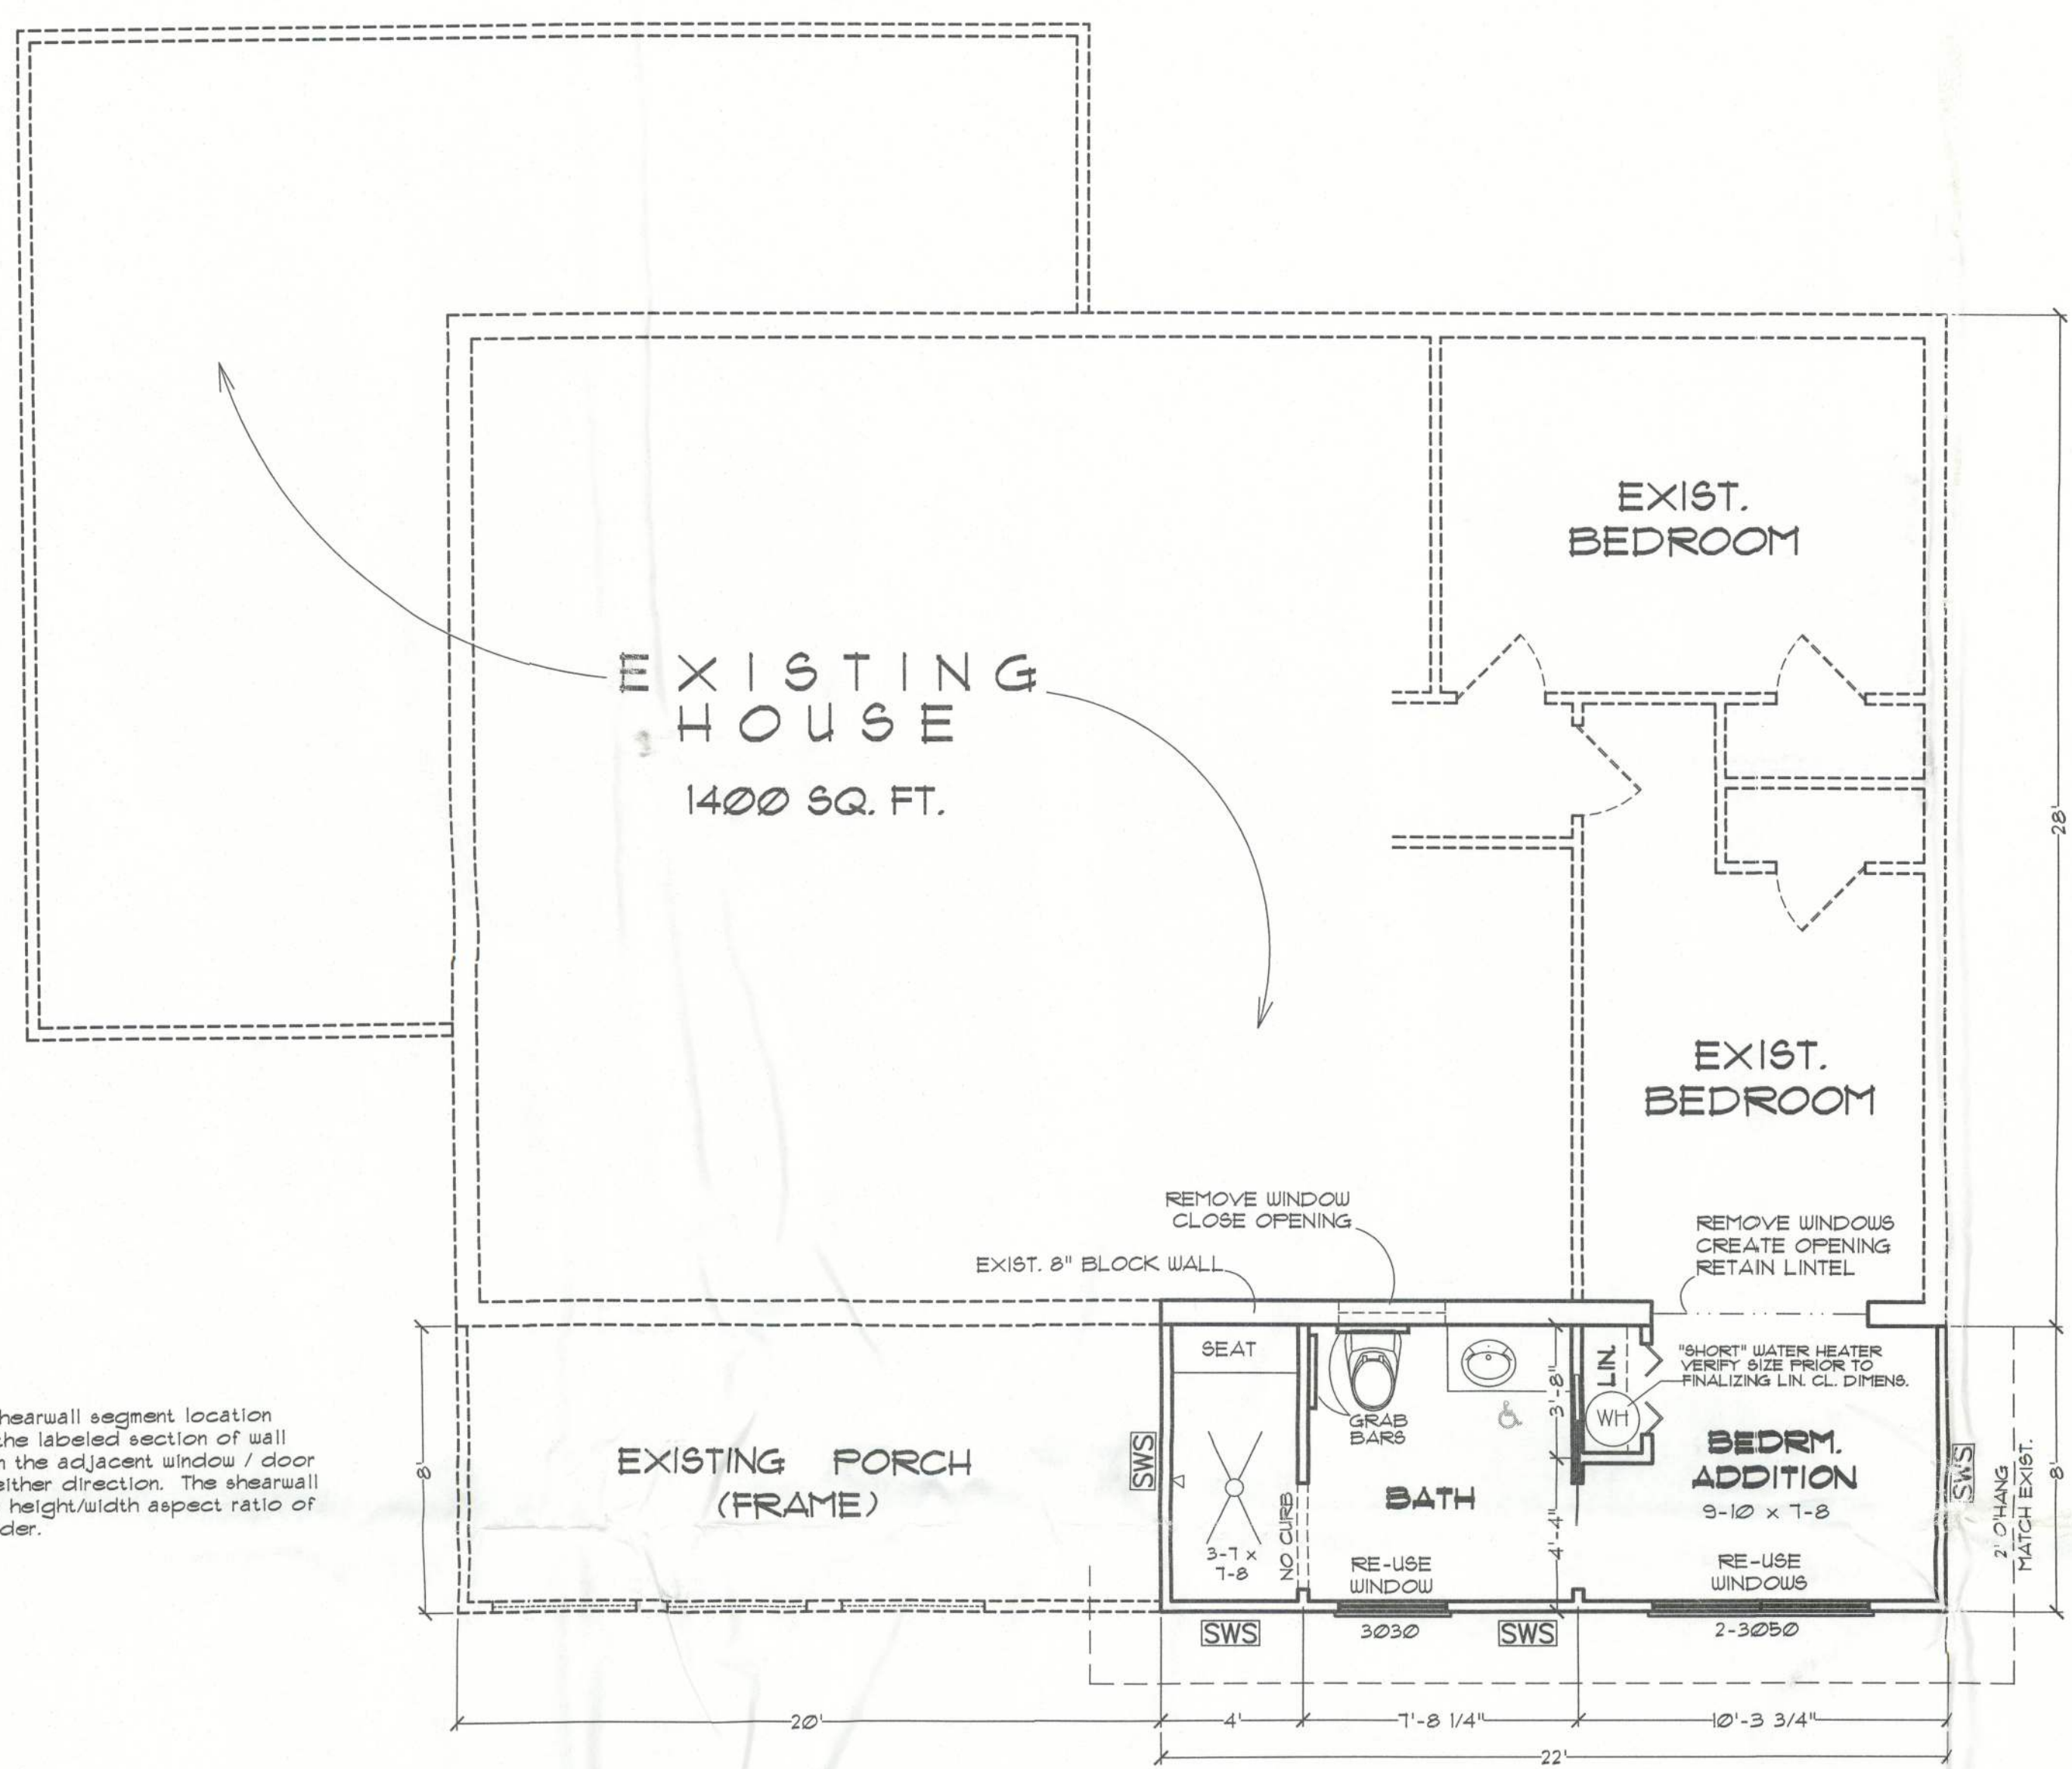 EXIST.
BEDROOM
EXISTING
HOUSE
1400 SQ. FT.
28'
EXIST.
BEDROOM
REMOVE WINDOW
CLOSE OPENING
EXIST. 8" BLOCK WALL
REMOVE WINDOWS
CREATE OPENING
RETAIN LINTEL
SEAT
LIN.
"SHORT" WATER HEATER
VERIFY SIZE PRIOR TO
FINALIZING LIN. CL. DIMENS.
3'-8"
WH
GRAB
BARS
hearwall segment location
the labeled section of wall
the adjacent window / door
either direction. The shearwall
height/width aspect ratio of
der.
8'
EXISTING PORCH
(FRAME)
SWS
BATH
BEDRM.
ADDITION
9-10 x 7-8
SWS
2' O'HANG
MATCH EXIST.
8'
3-7 x
7-8
NO CURB
4'-4"
RE-USE
WINDOW
RE-USE
WINDOWS
SWS
3030
SWS
2-3050
20'
4'
7'-8 1/4"
10'-3 3/4"
22'